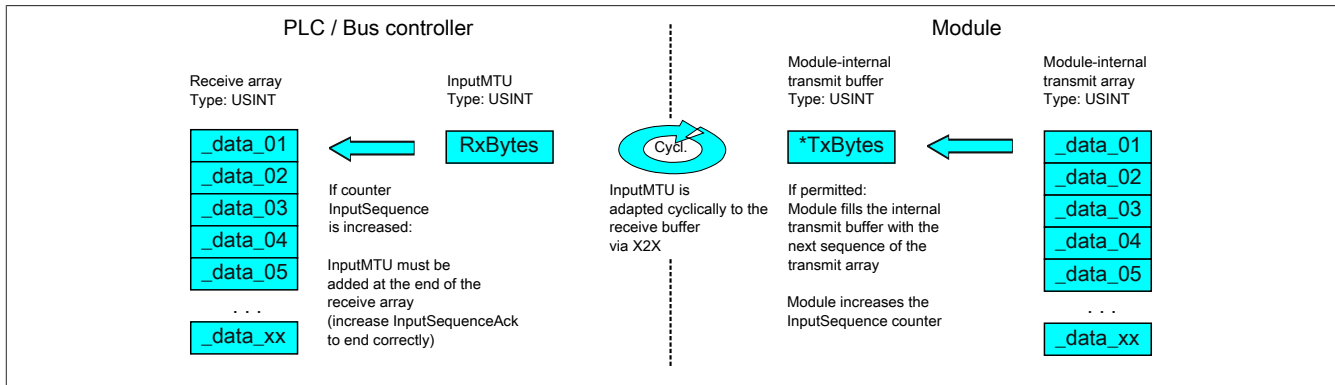 PLC / Bus controller
Module
Receive array
Type: USINT
InputMTU
Type: USINT
Module-internal
transmit buffer
Type: USINT
Module-internal
transmit array
Type: USINT
_data_01
_data_02
_data_03
_data_04
_data_05
. . .
_data_xx
RxBytes
If counter
InputSequence
is increased:
InputMTU must be
added at the end of the
receive array
(increase InputSequenceAck
to end correctly)
Cycl.
InputMTU is
adapted cyclically to the
receive buffer
via X2X
*TxBytes
If permitted:
Module fills the internal
transmit buffer with the
next sequence of the
transmit array
Module increases the
InputSequence counter
_data_01
_data_02
_data_03
_data_04
_data_05
. . .
_data_xx